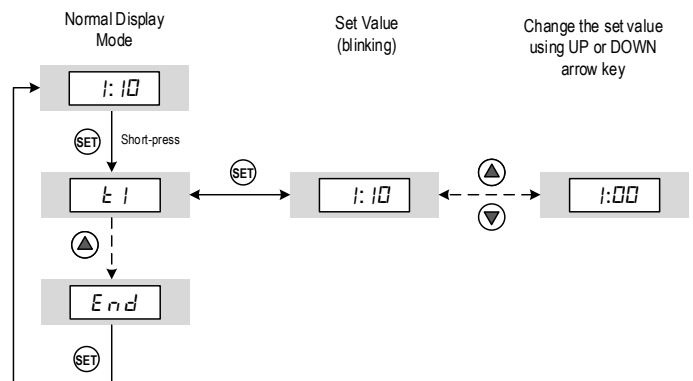 Normal Display
Mode
Set Value
(blinking)
Change the set value
using UP or DOWN
arrow key
1:10
SET
Short-press
t1
SET
1:10
1:00
End
SET